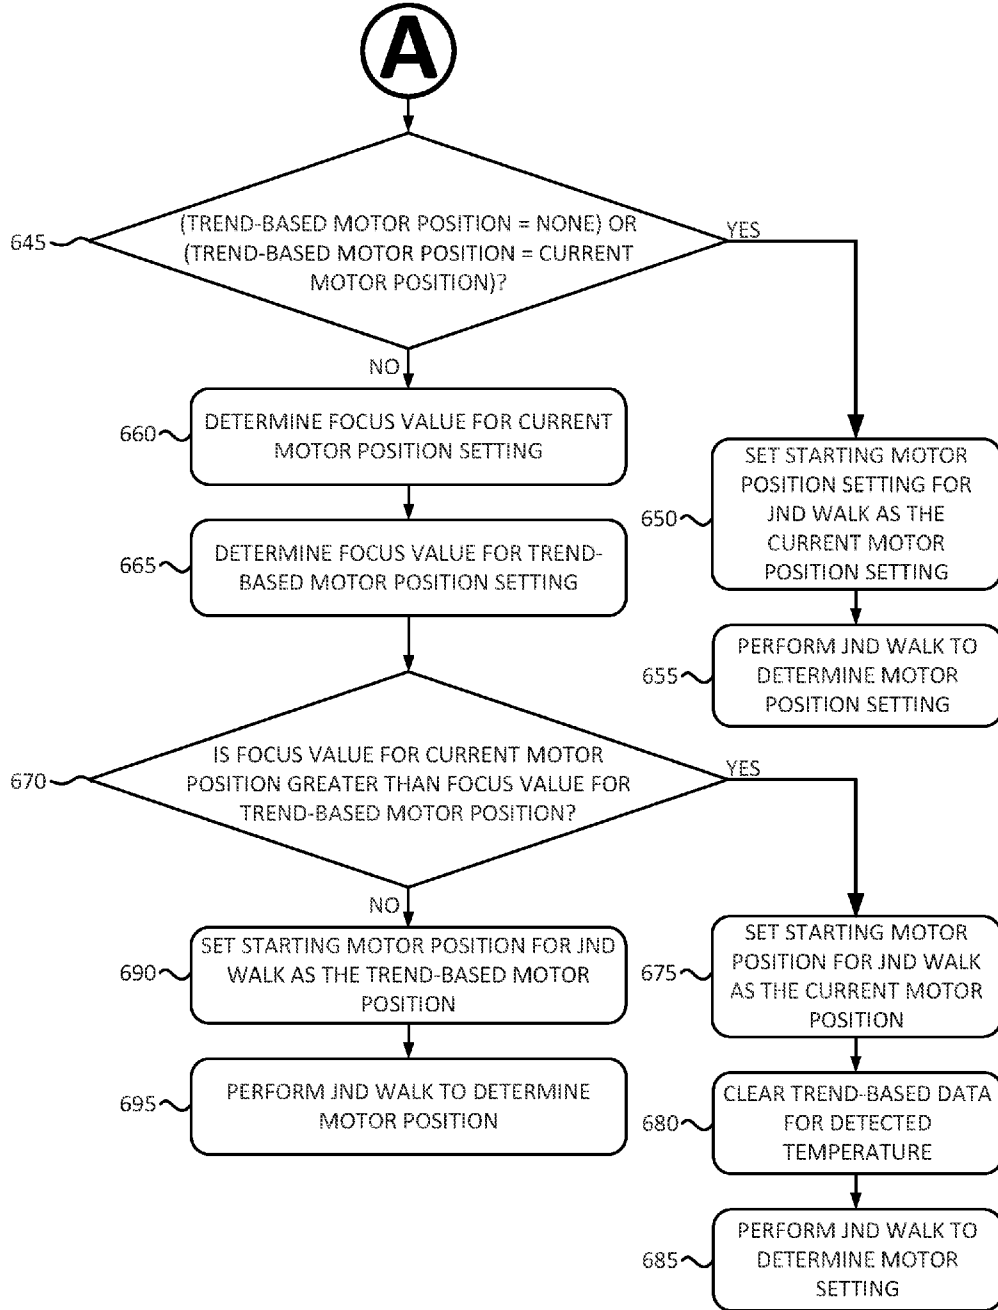 A
645
(TREND-BASED MOTOR POSITION = NONE) OR
(TREND-BASED MOTOR POSITION = CURRENT
MOTOR POSITION)?
YES
NO
660
DETERMINE FOCUS VALUE FOR CURRENT
MOTOR POSITION SETTING
650
SET STARTING MOTOR
POSITION SETTING FOR
JND WALK AS THE
CURRENT MOTOR
POSITION SETTING
665
DETERMINE FOCUS VALUE FOR TREND-
BASED MOTOR POSITION SETTING
655
PERFORM JND WALK TO
DETERMINE MOTOR
POSITION SETTING
670
IS FOCUS VALUE FOR CURRENT MOTOR
POSITION GREATER THAN FOCUS VALUE FOR
TREND-BASED MOTOR POSITION?
YES
NO
690
SET STARTING MOTOR POSITION FOR JND
WALK AS THE TREND-BASED MOTOR
POSITION
675
SET STARTING MOTOR
POSITION FOR JND WALK
AS THE CURRENT MOTOR
POSITION
695
PERFORM JND WALK TO DETERMINE
MOTOR POSITION
680
CLEAR TREND-BASED DATA
FOR DETECTED
TEMPERATURE
685
PERFORM JND WALK TO
DETERMINE MOTOR
SETTING